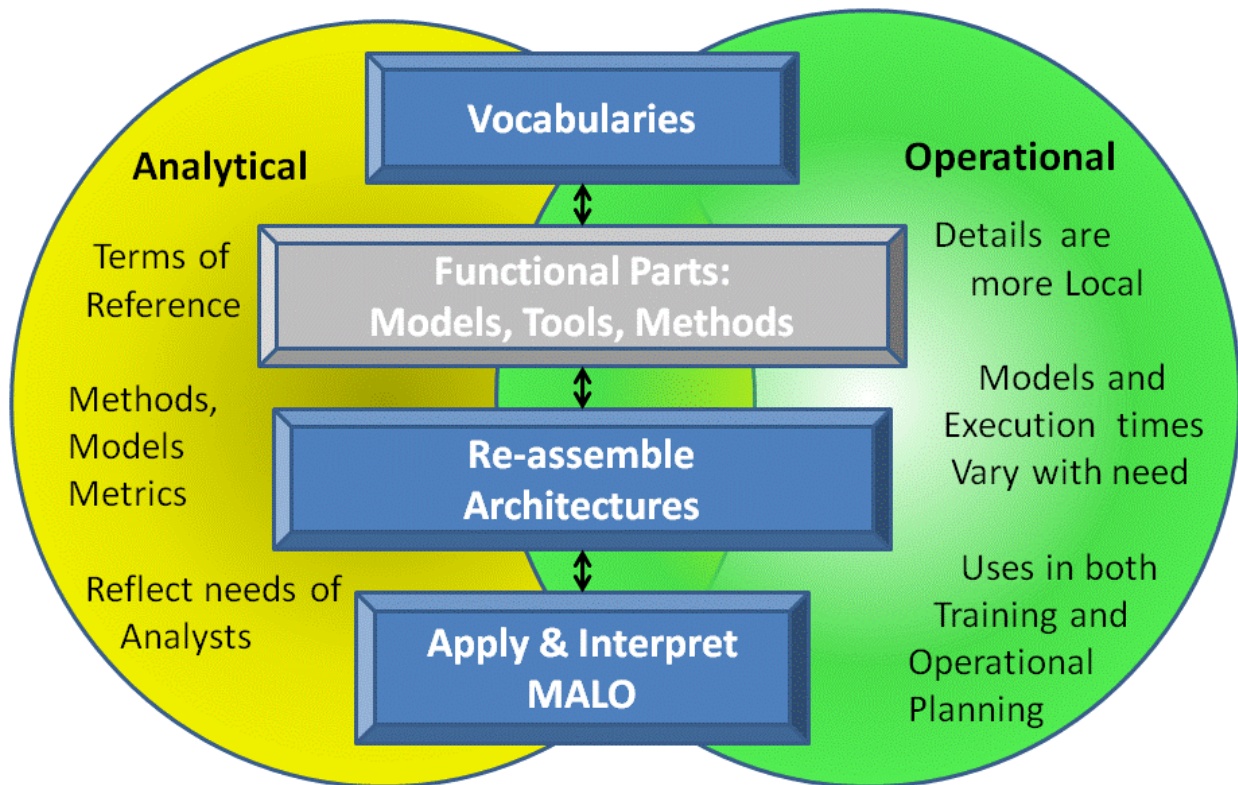 Vocabularies
Analytical
Operational
Terms of
Reference
Functional Parts:
Models, Tools, Methods
Details are
more Local
Methods,
Models
Metrics
Re-assemble
Architectures
Models and
Execution times
Vary with need
Reflect needs of
Analysts
Apply & Interpret
MALO
Uses in both
Training and
Operational
Planning